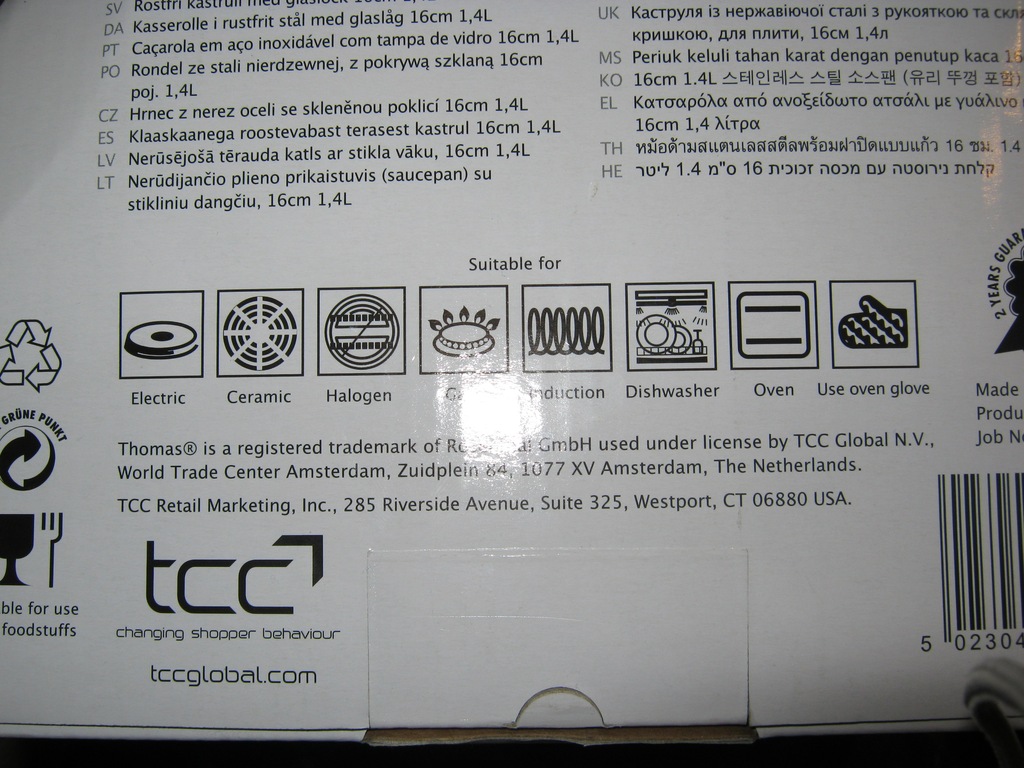 SV Rostfri kastrull med glaslock 16cm 1,4L
DA Kasserolle i rustfrit stål med glaslåg 16cm 1,4L
PT Caçarola em aço inoxidável com tampa de vidro 16cm 1,4L
PO Rondel ze stali nierdzewnej, z pokrywą szklaną 16cm
poj. 1,4L
CZ Hrnec z nerez oceli se skleněnou poklicí 16cm 1,4L
ES Klaaskaanega roostevabast terasest kastrul 16cm 1,4L
LV Nerūsējošā tērauda katls ar stikla vāku, 16cm 1,4L
LT Nerūdijančio plieno prikaistuvis (saucepan) su
stikliniu dangčiu, 16cm 1,4L
UK Каструля із нержавіючої сталі з рукояткою та
кришкою, для плити, 16см 1,4л
MS Periuk keluli tahan karat dengan penutup kaca 16
KO 16cm 1.4L 스테인레스 스틸 소스팬 (유리 뚜껑 포함)
EL Κατσαρόλα από ανοξείδωτο ατσάλι με γυάλινο
16cm 1,4 λίτρα
TH หม้อด้ามสแตนเลสสตีลพร้อมฝาปิดแบบแก้ว 16 ซม. 1.4
HE קלחת נירוסטה עם מכסה זכוכית 16 ס"מ 1.4 ליטר
2 YEARS
Suitable for
Electric Ceramic Halogen Induction Dishwasher Oven Use oven glove
GRÜNE PUNKT
Made
Job
Thomas® is a registered trademark of GmbH used under license by TCC Global N.V.,
World Trade Center Amsterdam, Zuidplein 84, 1077 XV Amsterdam, The Netherlands.
TCC Retail Marketing, Inc., 285 Riverside Avenue, Suite 325, Westport, CT 06880 USA.
for use
foodstuffs
tcc
changing shopper behaviour
tccglobal.com
5 02304